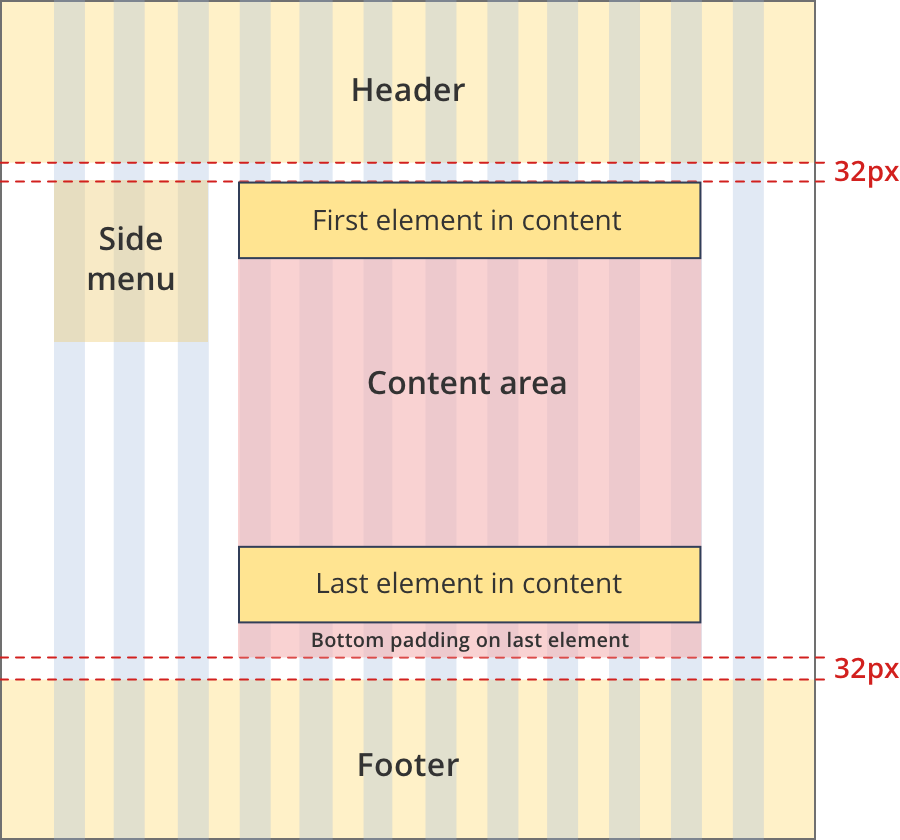 Header
32px
First element in content
Side
menu
Content area
Last element in content
Bottom padding on last element
32px
Footer